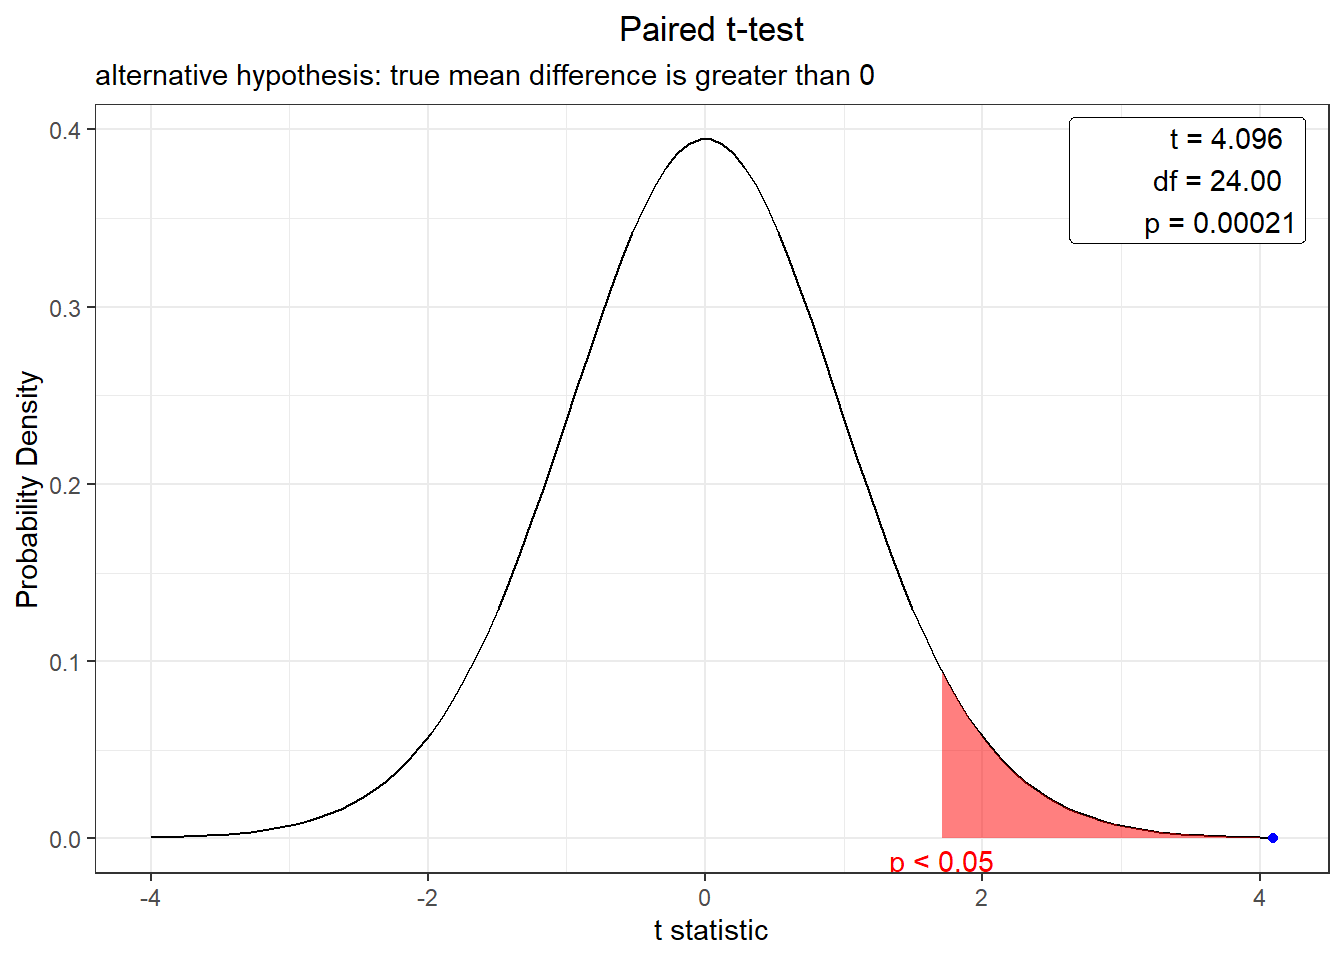 Paired t-test
alternative hypothesis: true mean difference is greater than 0
t = 4.096
df = 24.00
p = 0.00021
Probability Density
0.4
0.3
0.2
0.1
0.0
p < 0.05
-4 -2 0 2 4
t statistic